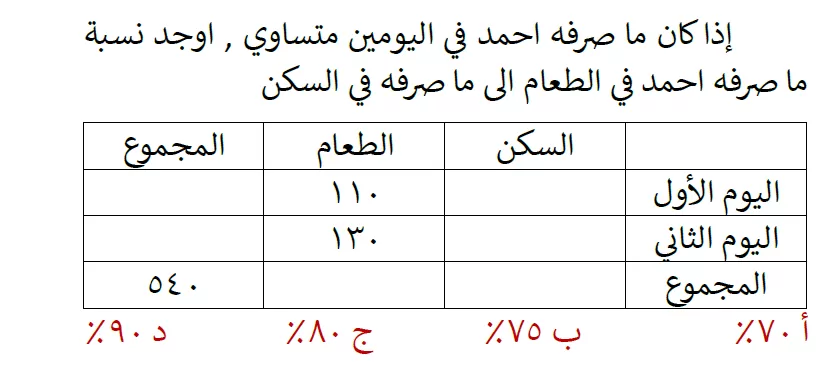 إذا كان ما صرفه احمد في اليومين متساوي , اوجد نسبة
ما صرفه احمد في الطعام الى ما صرفه في السكن
السكن الطعام المجموع
اليوم الأول ١١٠
اليوم الثاني ١٣٠
المجموع ٥٤٠
أ ٧٠٪ ب ٧٥٪ ج ٨٠٪ د ٩٠٪